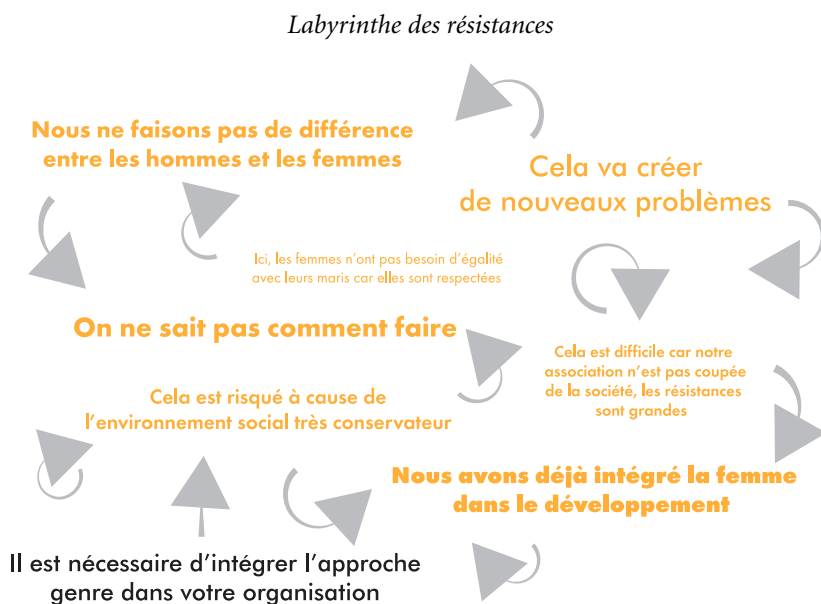 Labyrinthe des résistances
Nous ne faisons pas de différence
entre les hommes et les femmes
Cela va créer
de nouveaux problèmes
Ici, les femmes n’ont pas besoin d’égalité
avec leurs maris car elles sont respectées
On ne sait pas comment faire
Cela est difficile car notre
association n’est pas coupée
de la société, les résistances
sont grandes
Cela est risqué à cause de
l’environnement social très conservateur
Nous avons déjà intégré la femme
dans le développement
Il est nécessaire d’intégrer l’approche
genre dans votre organisation